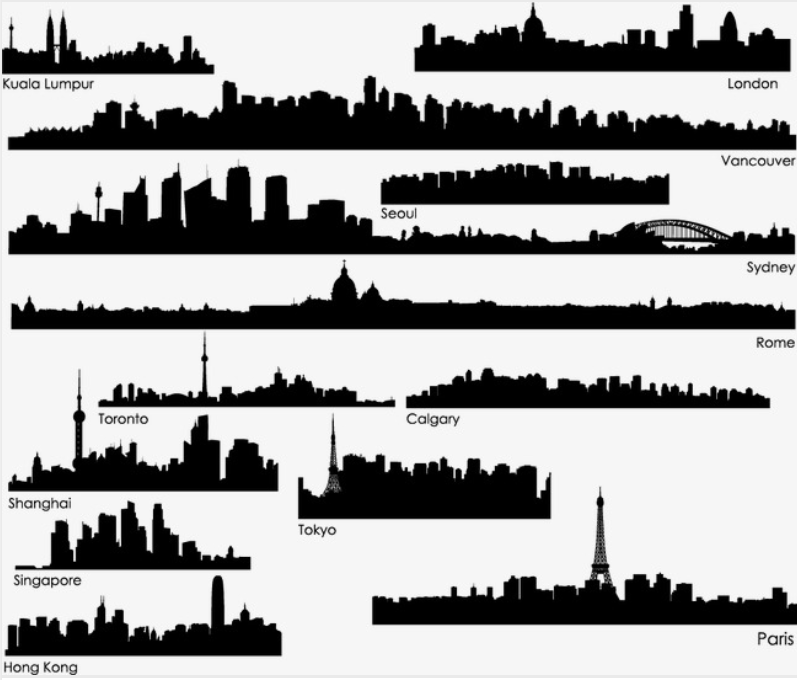 Kuala Lumpur
London
Vancouver
Seoul
Sydney
Rome
Toronto
Calgary
Shanghai
Tokyo
Singapore
Paris
Hong Kong